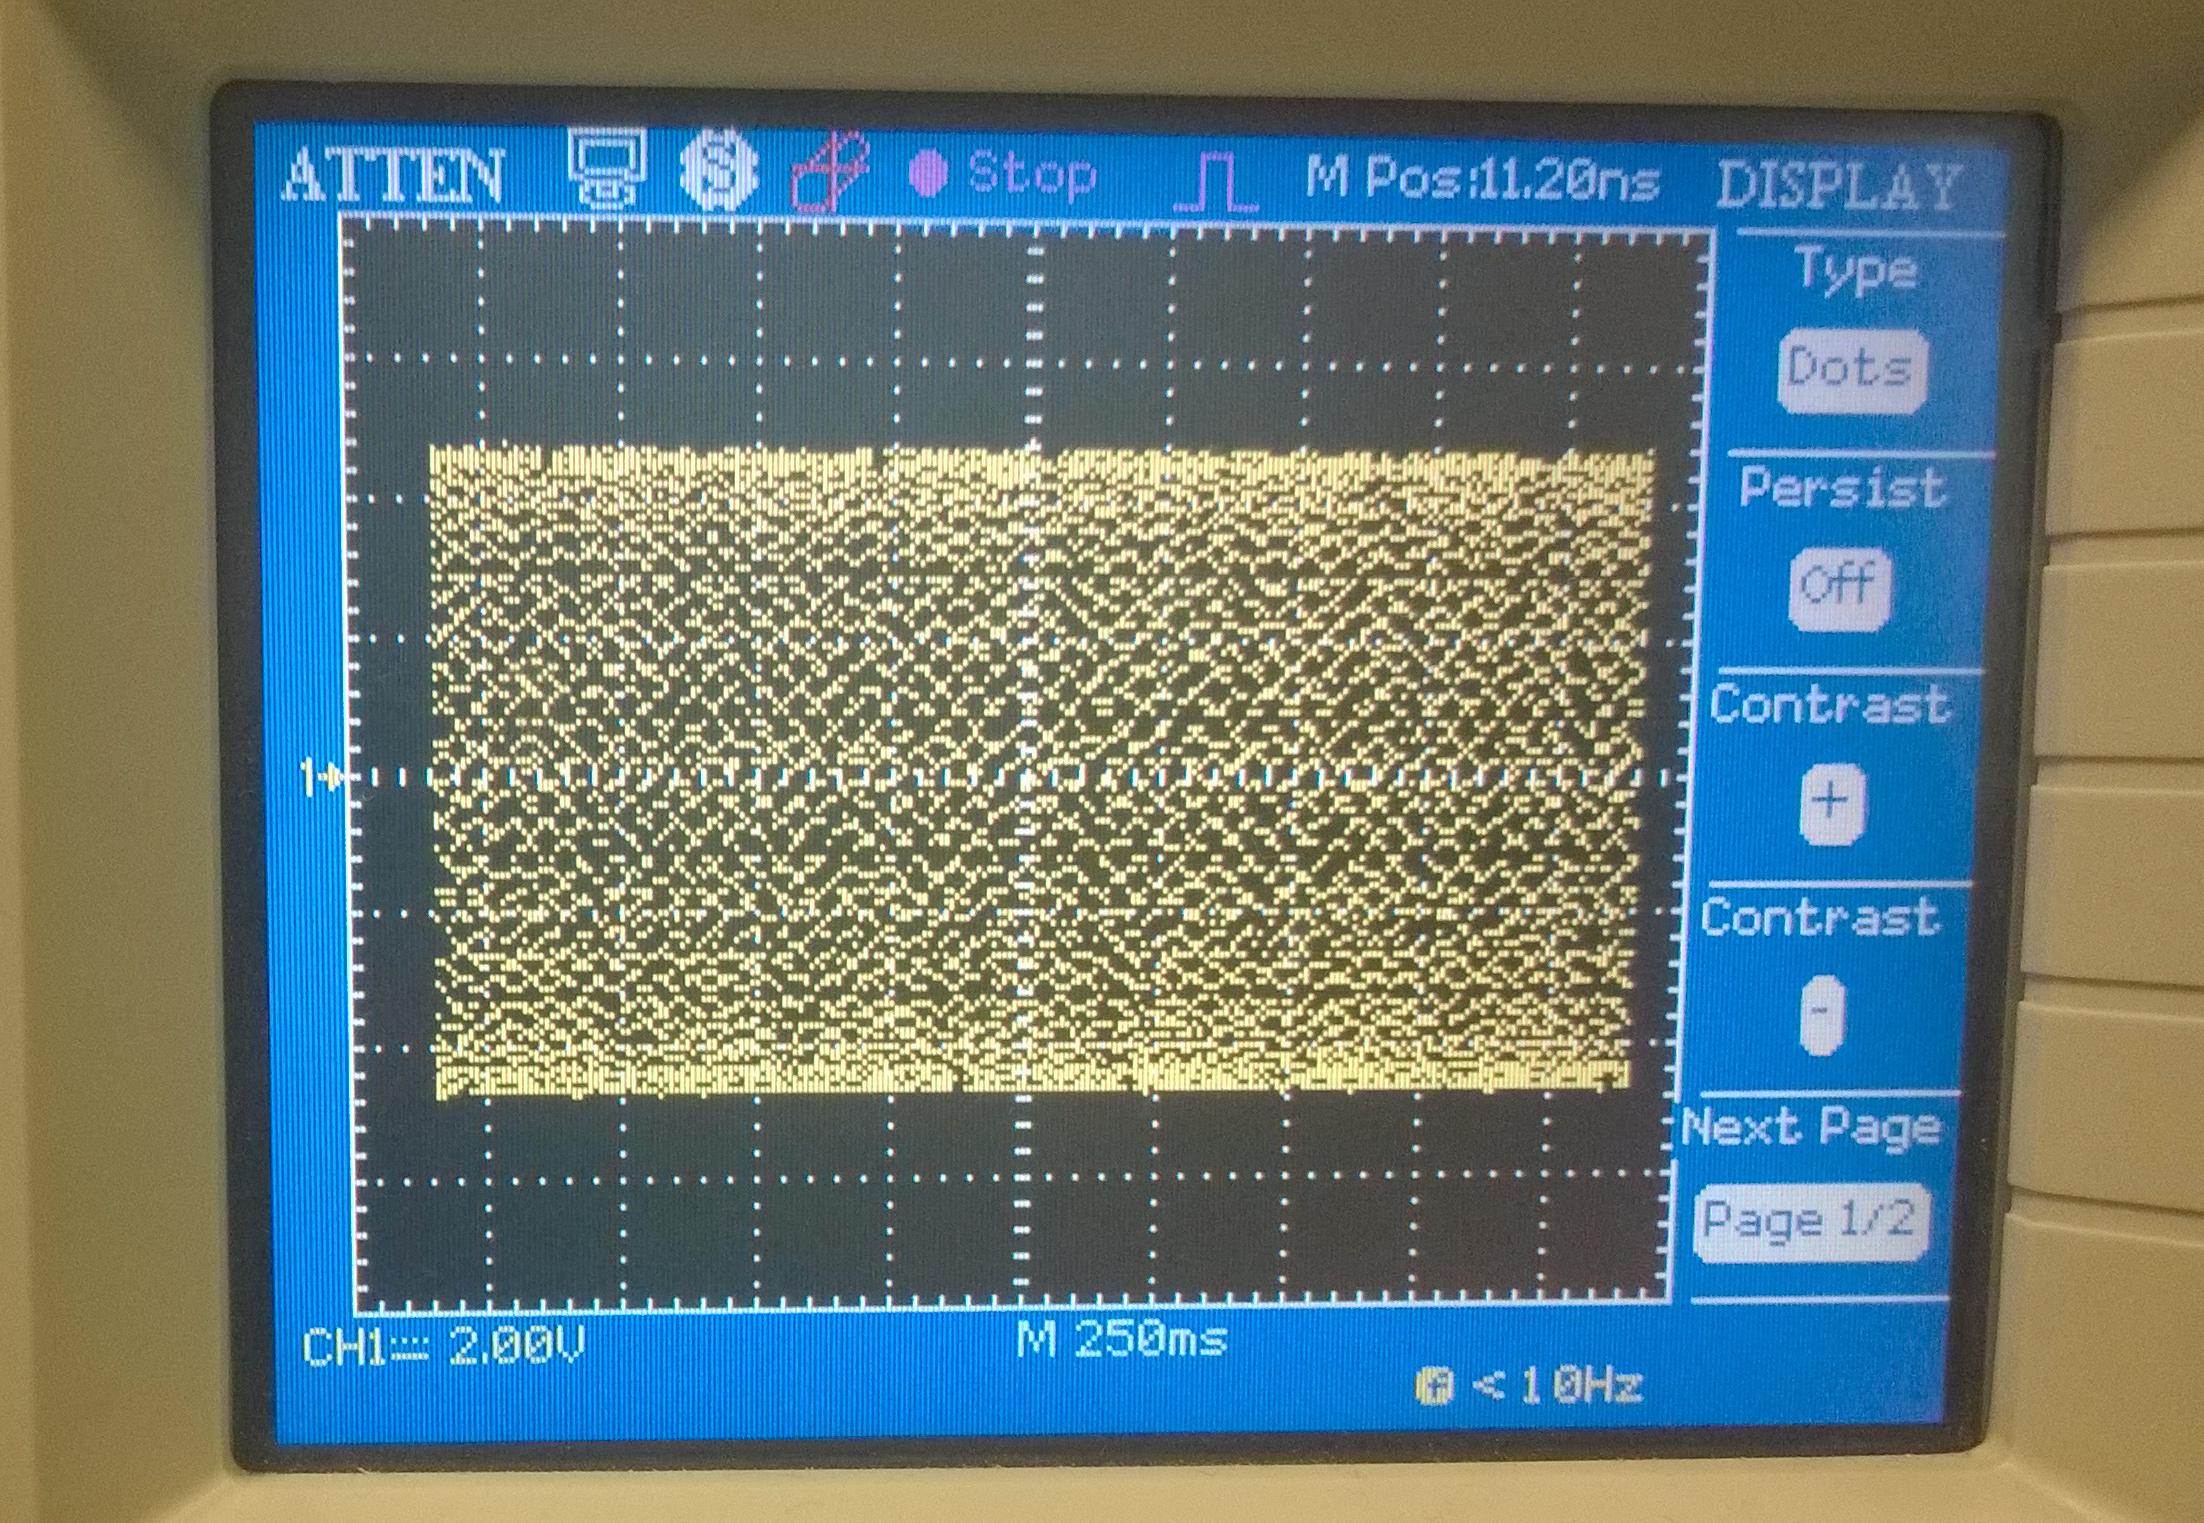 ATTEN Stop M Pos:11.20ns DISPLAY
Type
Dots
Persist
Off
Contrast
+
Contrast
-
Next Page
Page 1/2
1
CH1 2.00V M 250ms
f < 10Hz